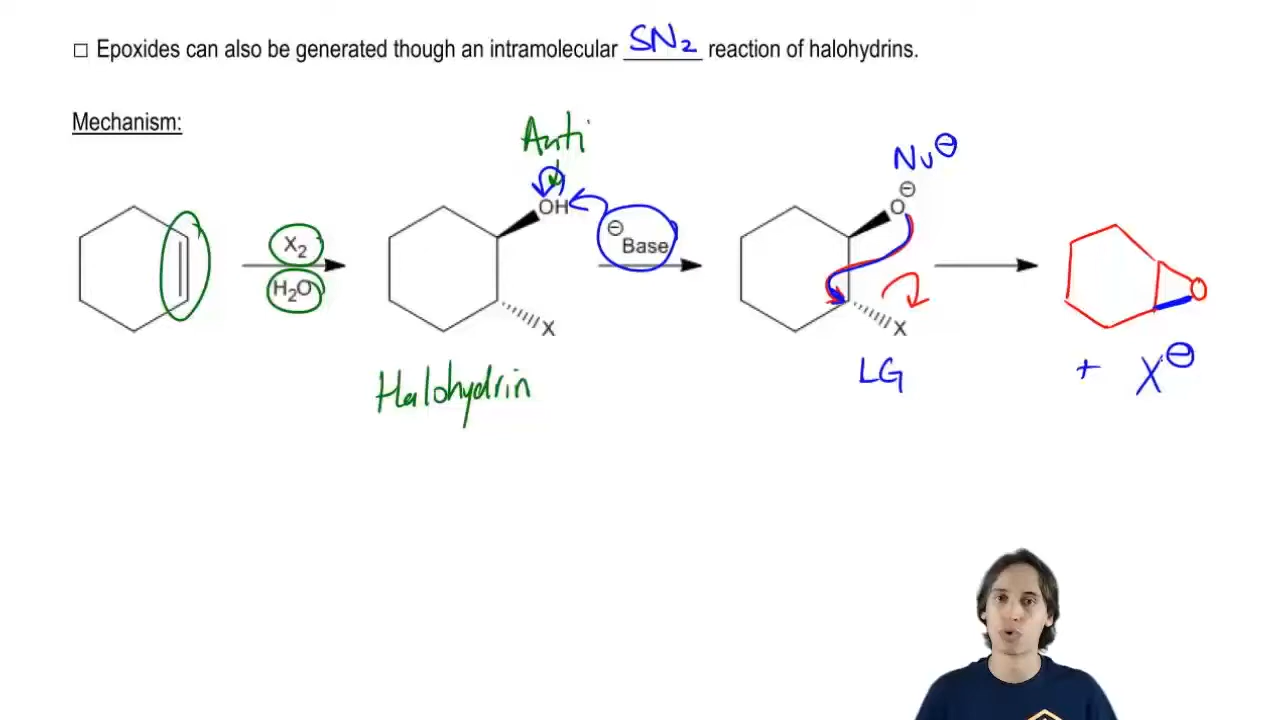 □ Epoxides can also be generated though an intramolecular SN2 reaction of halohydrins.
Mechanism:
Anti
Nu⊖
⊖
OH
O
⊖
X2
Base
H2O
O
X
X
Halohydrin
LG
+ X⊖